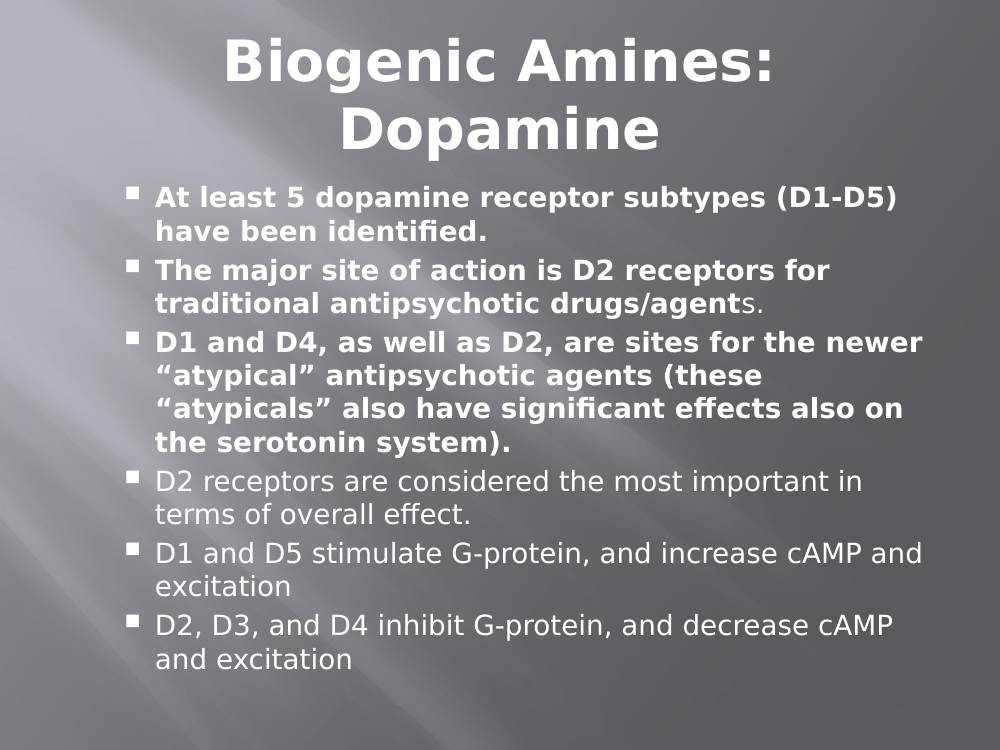 Biogenic Amines:
Dopamine
▪ At least 5 dopamine receptor subtypes (D1-D5)
have been identified.
▪ The major site of action is D2 receptors for
traditional antipsychotic drugs/agents.
▪ D1 and D4, as well as D2, are sites for the newer
“atypical” antipsychotic agents (these
“atypicals” also have significant effects also on
the serotonin system).
▪ D2 receptors are considered the most important in
terms of overall effect.
▪ D1 and D5 stimulate G-protein, and increase cAMP and
excitation
▪ D2, D3, and D4 inhibit G-protein, and decrease cAMP
and excitation